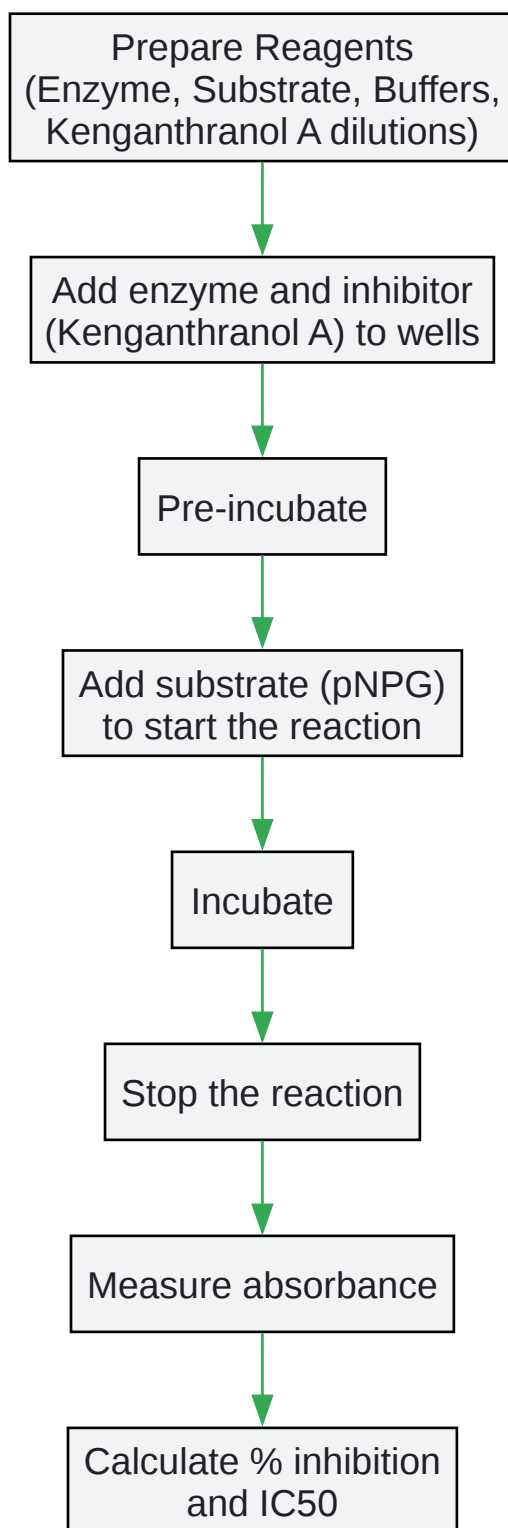 Prepare Reagents
(Enzyme, Substrate, Buffers,
Kenganthranol A dilutions)
Add enzyme and inhibitor
(Kenganthranol A) to wells
Pre-incubate
Add substrate (pNPG)
to start the reaction
Incubate
Stop the reaction
Measure absorbance
Calculate % inhibition
and IC50